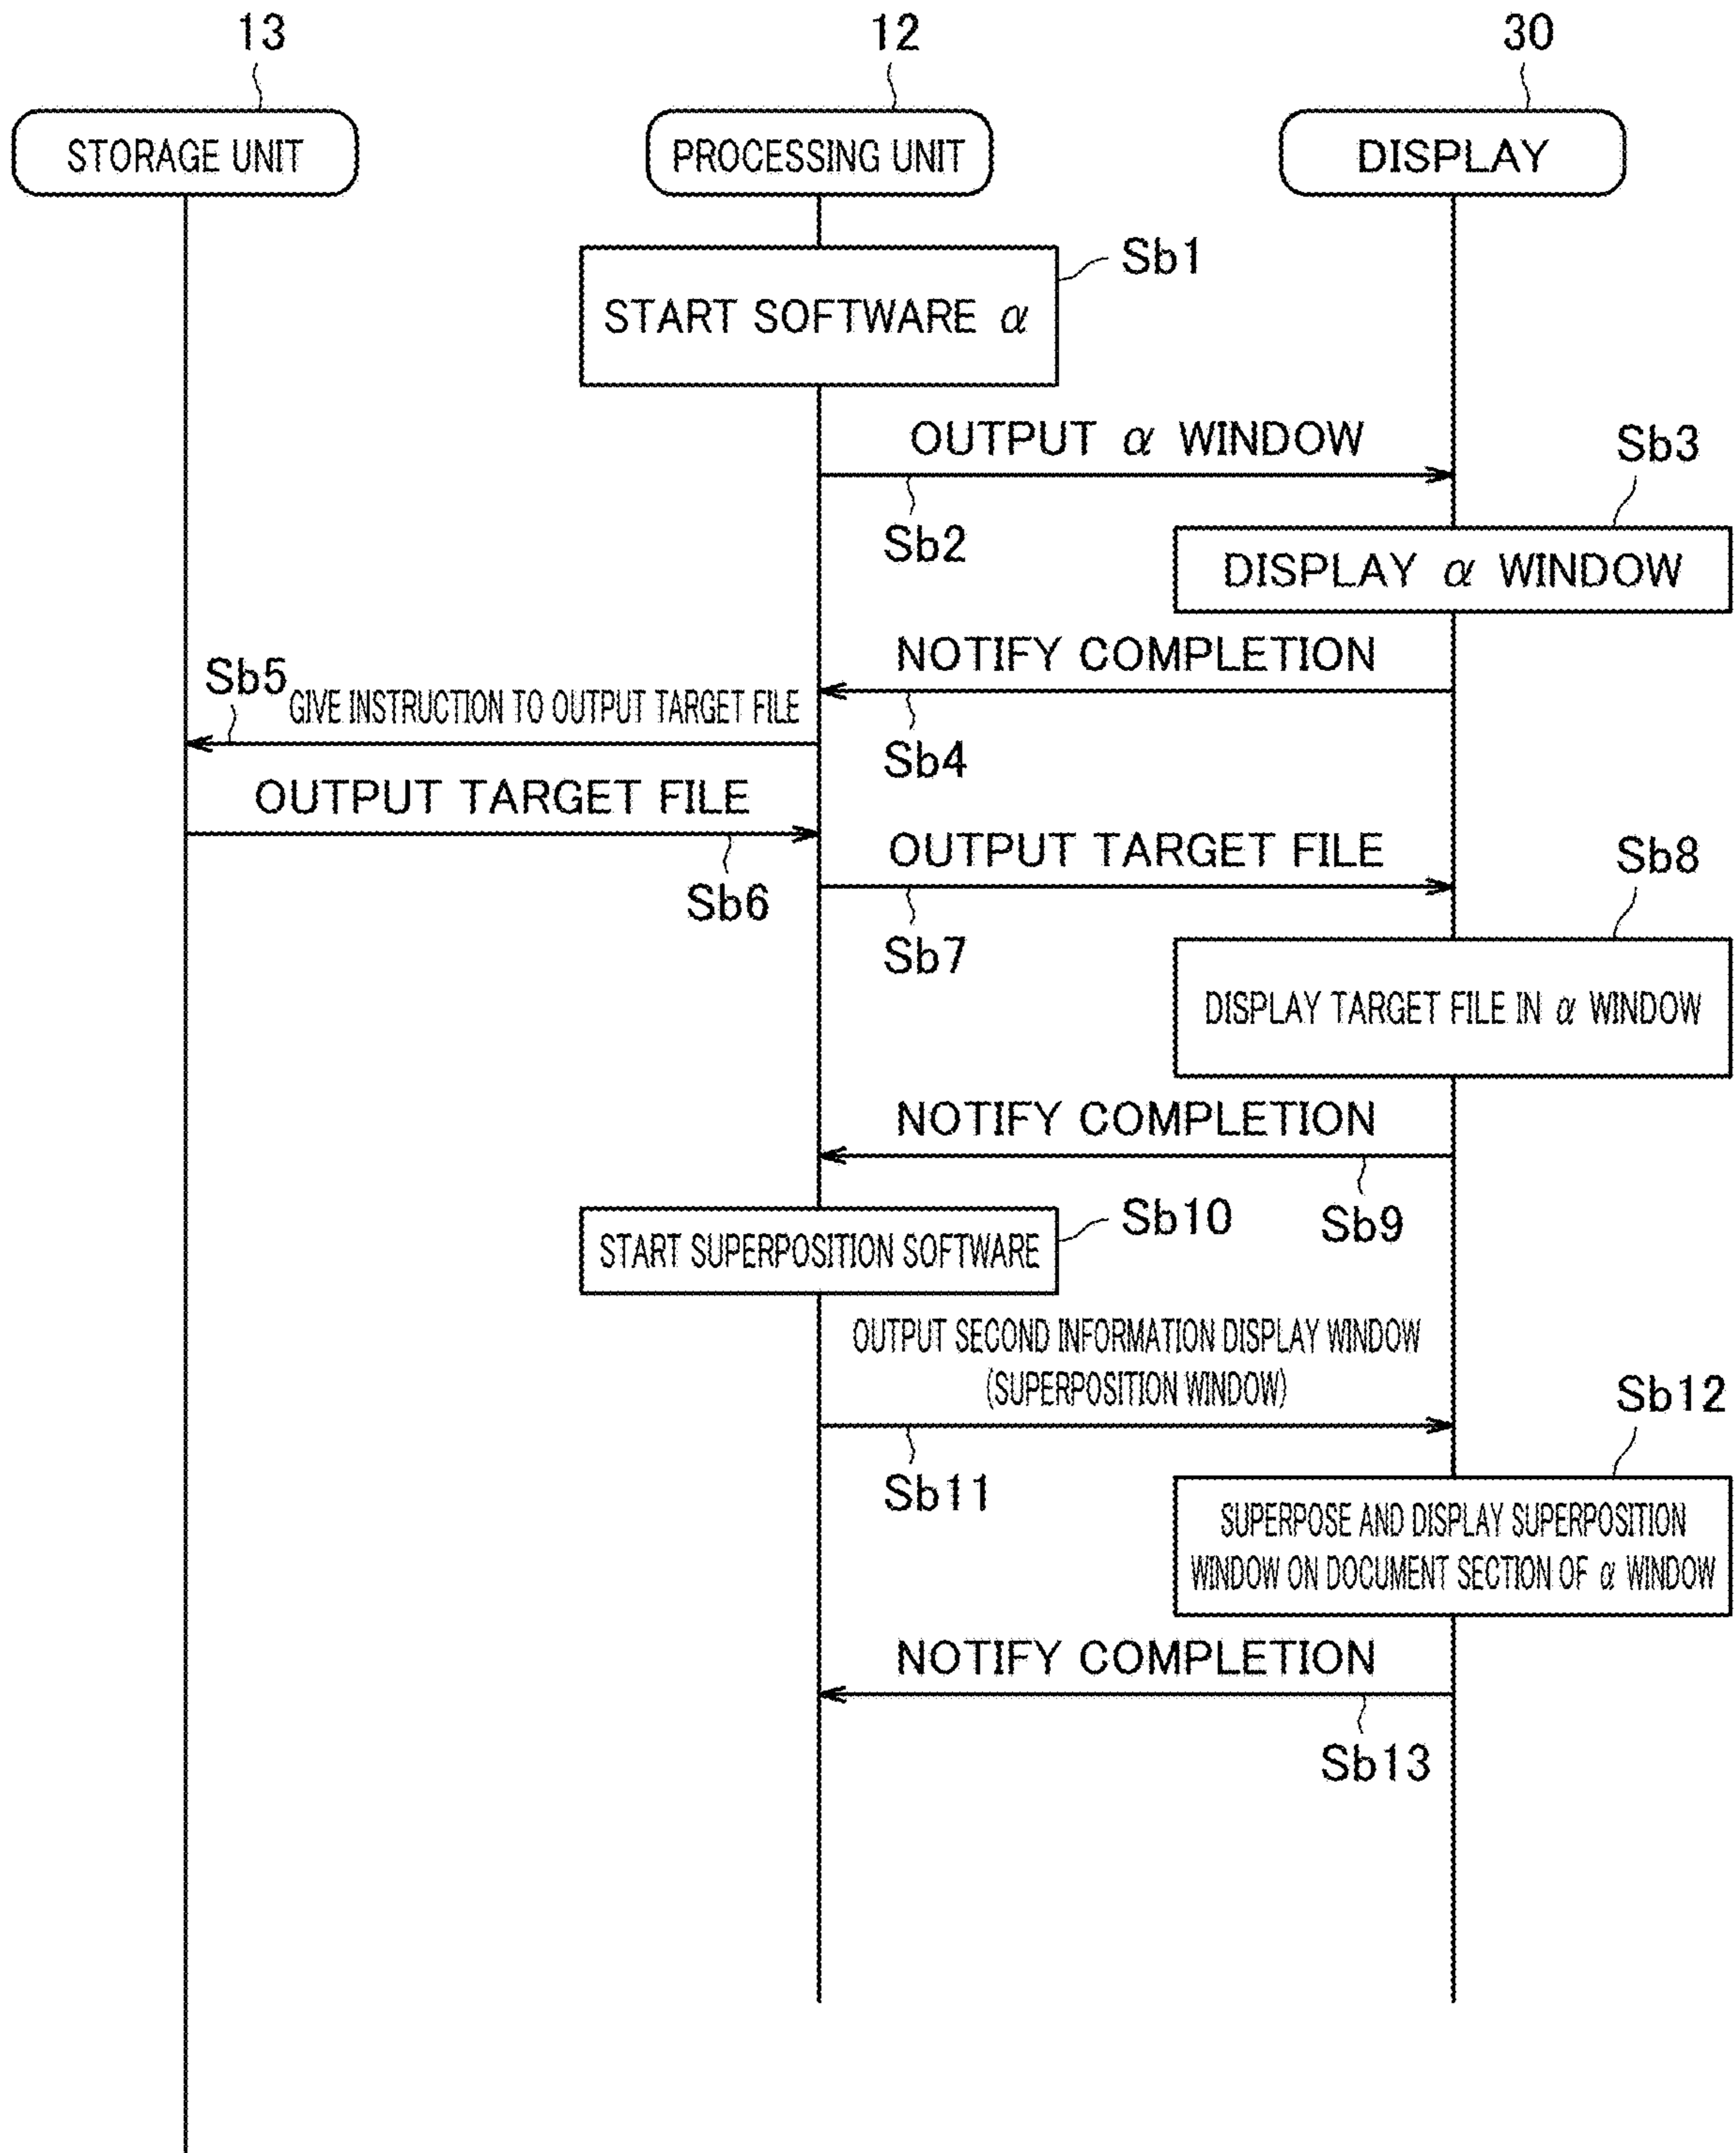 13
12
30
STORAGE UNIT
PROCESSING UNIT
DISPLAY
Sb1
START SOFTWARE α
OUTPUT α WINDOW
Sb3
Sb2
DISPLAY α WINDOW
NOTIFY COMPLETION
Sb5
GIVE INSTRUCTION TO OUTPUT TARGET FILE
Sb4
OUTPUT TARGET FILE
OUTPUT TARGET FILE
Sb8
Sb6
Sb7
DISPLAY TARGET FILE IN α WINDOW
NOTIFY COMPLETION
Sb10
Sb9
START SUPERPOSITION SOFTWARE
OUTPUT SECOND INFORMATION DISPLAY WINDOW
(SUPERPOSITION WINDOW)
Sb12
Sb11
SUPERPOSE AND DISPLAY SUPERPOSITION
WINDOW ON DOCUMENT SECTION OF α WINDOW
NOTIFY COMPLETION
Sb13